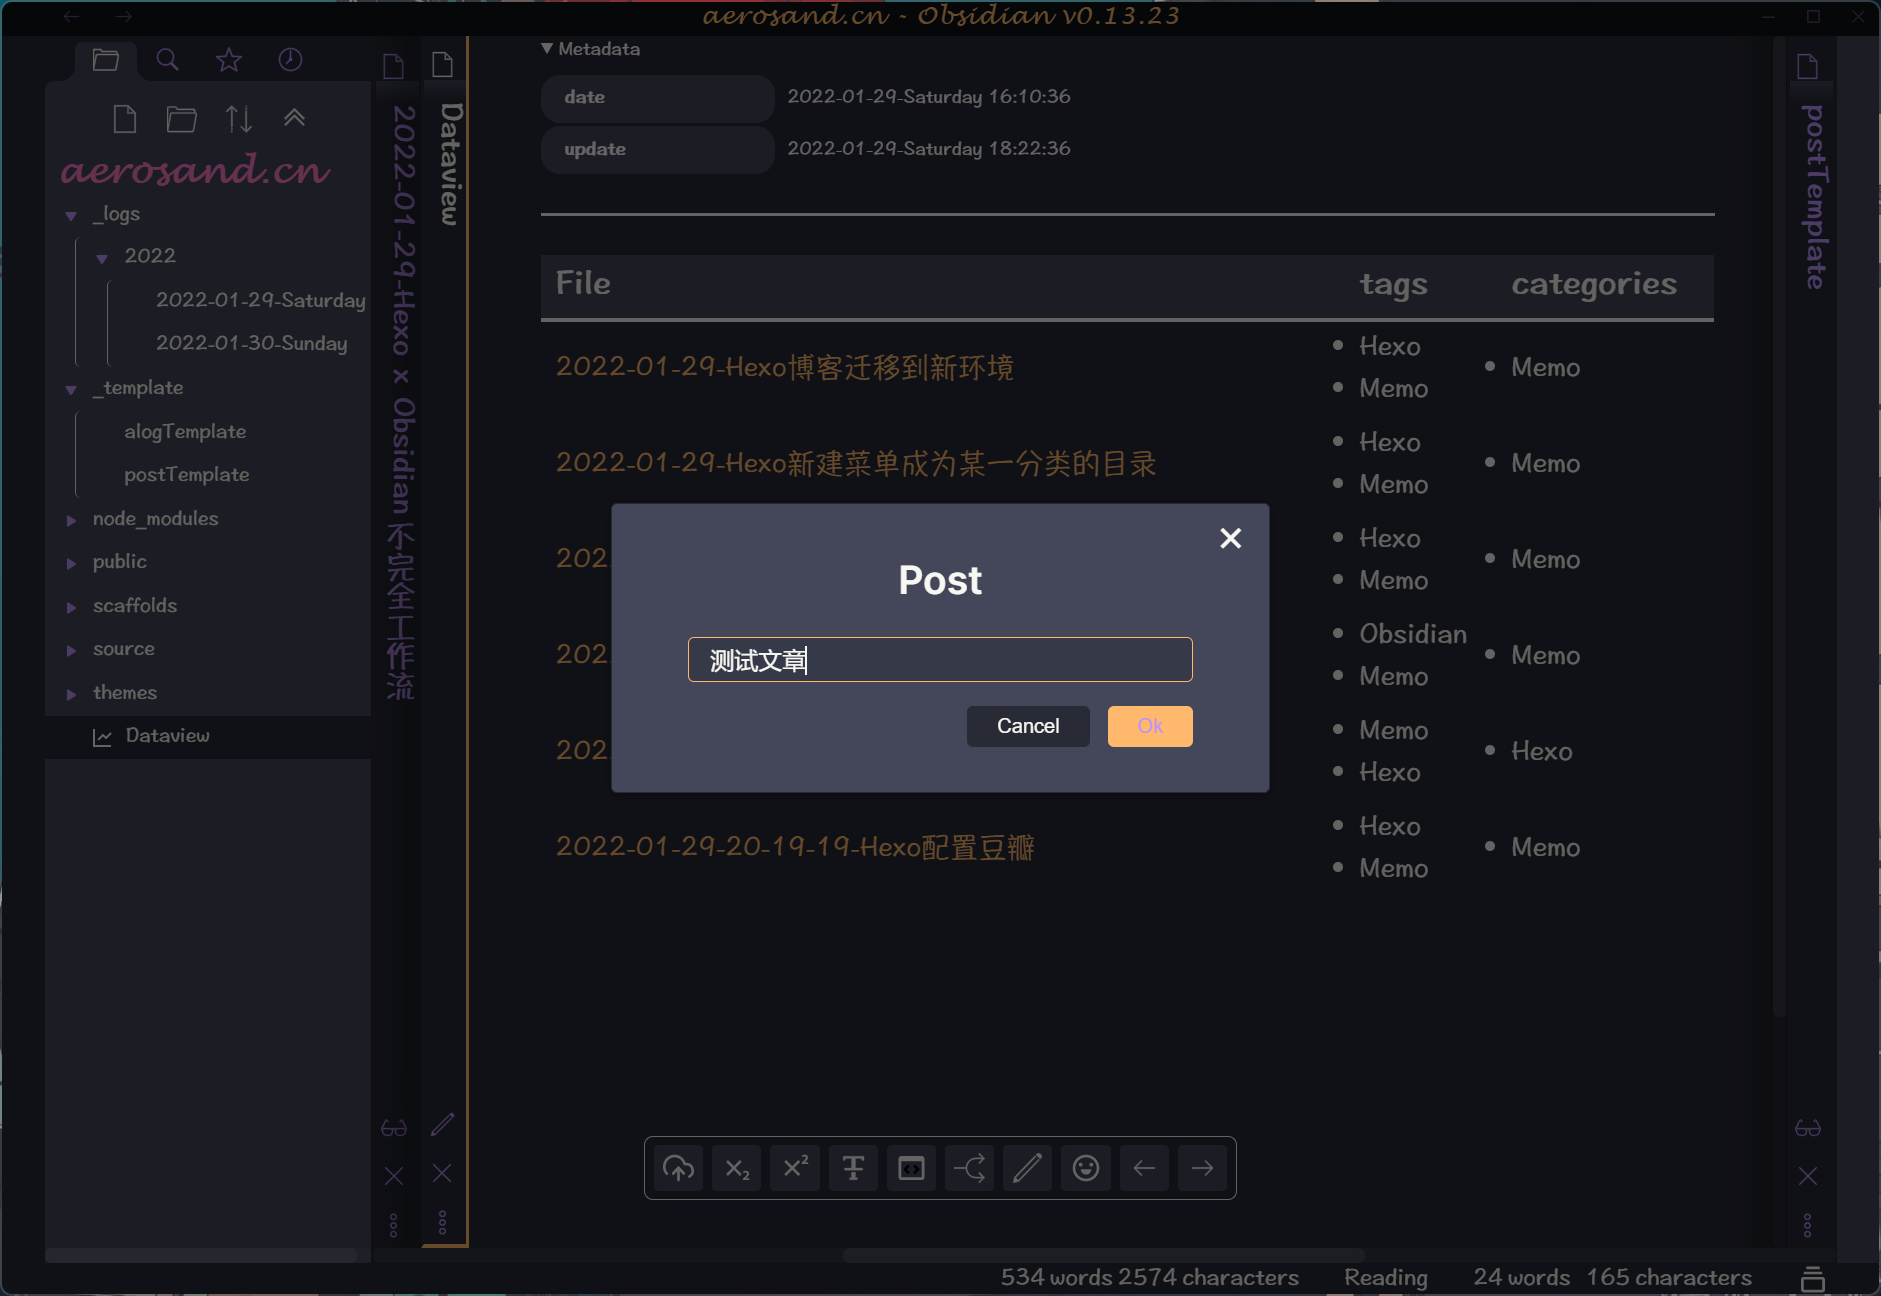 aerosand.cn - Obsidian v0.13.23
aerosand.cn
_logs
2022
2022-01-29-Saturday
2022-01-30-Sunday
_template
alogTemplate
postTemplate
node_modules
public
scaffolds
source
themes
Dataview
2022-01-29-Hexo x Obsidian 不完全工作流
Dataview
Metadata
date 2022-01-29-Saturday 16:10:36
update 2022-01-29-Saturday 18:22:36
File tags categories
2022-01-29-Hexo博客迁移到新环境
Hexo
Memo
Memo
2022-01-29-Hexo新建菜单成为某一分类的目录
Hexo
Memo
Memo
202
Hexo
Memo
Memo
202
Obsidian
Memo
Memo
202
Memo
Hexo
Hexo
2022-01-29-20-19-19-Hexo配置豆瓣
Hexo
Memo
Memo
Post
测试文章
Cancel
Ok
postTemplate
534 words 2574 characters Reading 24 words 165 characters